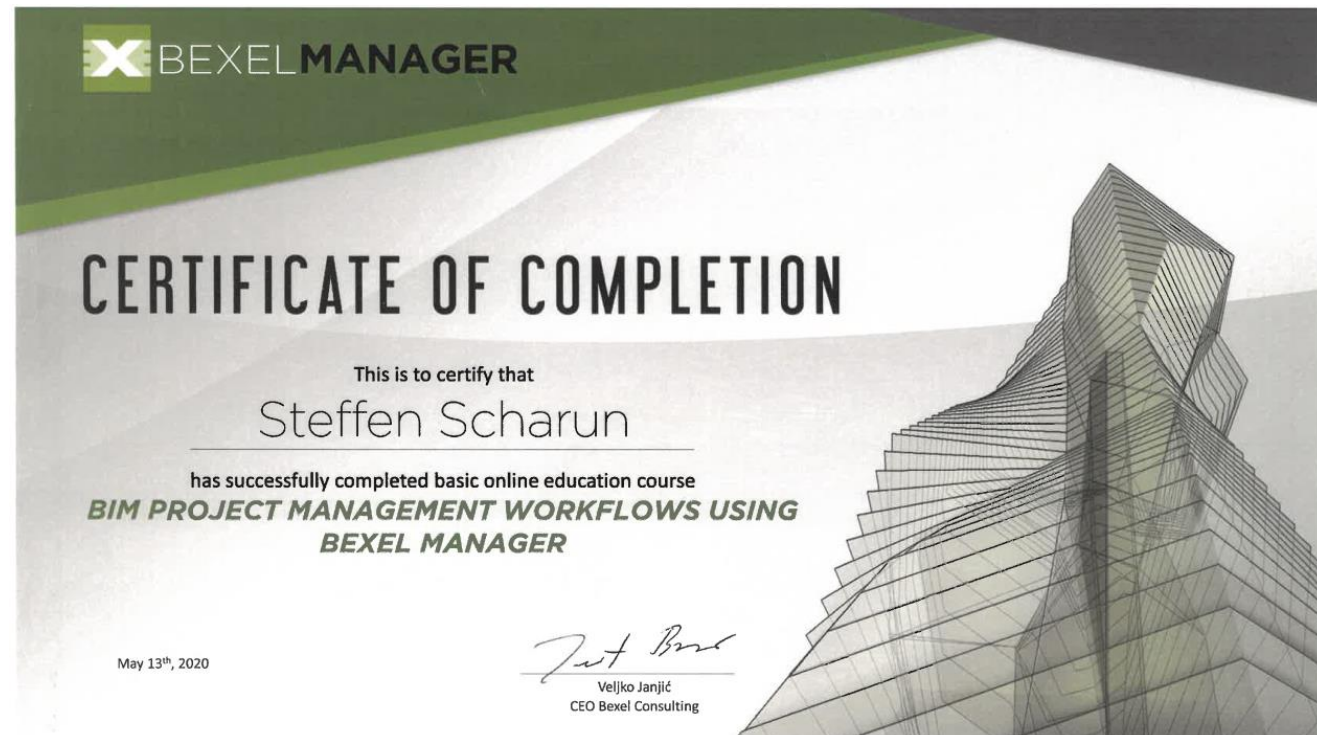 X BEXELMANAGER
CERTIFICATE OF COMPLETION
This is to certify that
Steffen Scharun
has successfully completed basic online education course
BIM PROJECT MANAGEMENT WORKFLOWS USING
BEXEL MANAGER
May 13th, 2020
Veljko Janjić
CEO Bexel Consulting